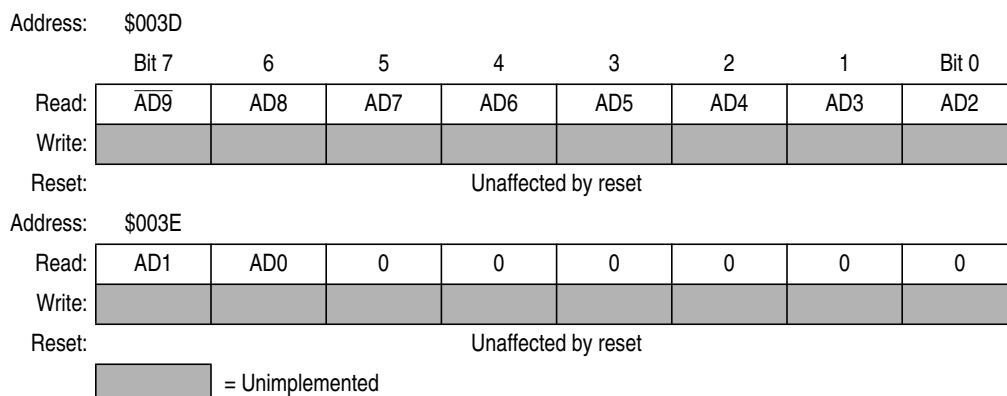 Address: $003D
Bit 7 6 5 4 3 2 1 Bit 0
Read: A̅D̅9̅ AD8 AD7 AD6 AD5 AD4 AD3 AD2
Write:
Reset: Unaffected by reset
Address: $003E
Read: AD1 AD0 0 0 0 0 0 0
Write:
Reset: Unaffected by reset
= Unimplemented